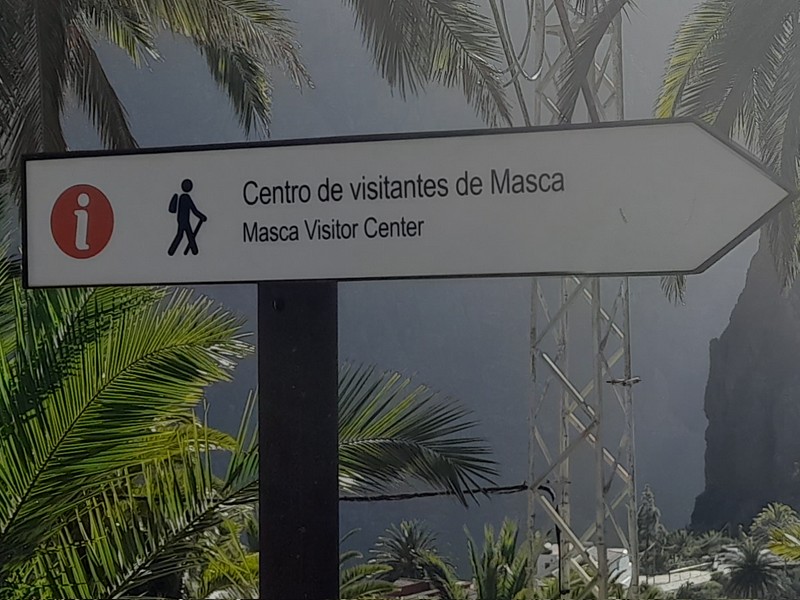 i
Centro de visitantes de Masca
Masca Visitor Center